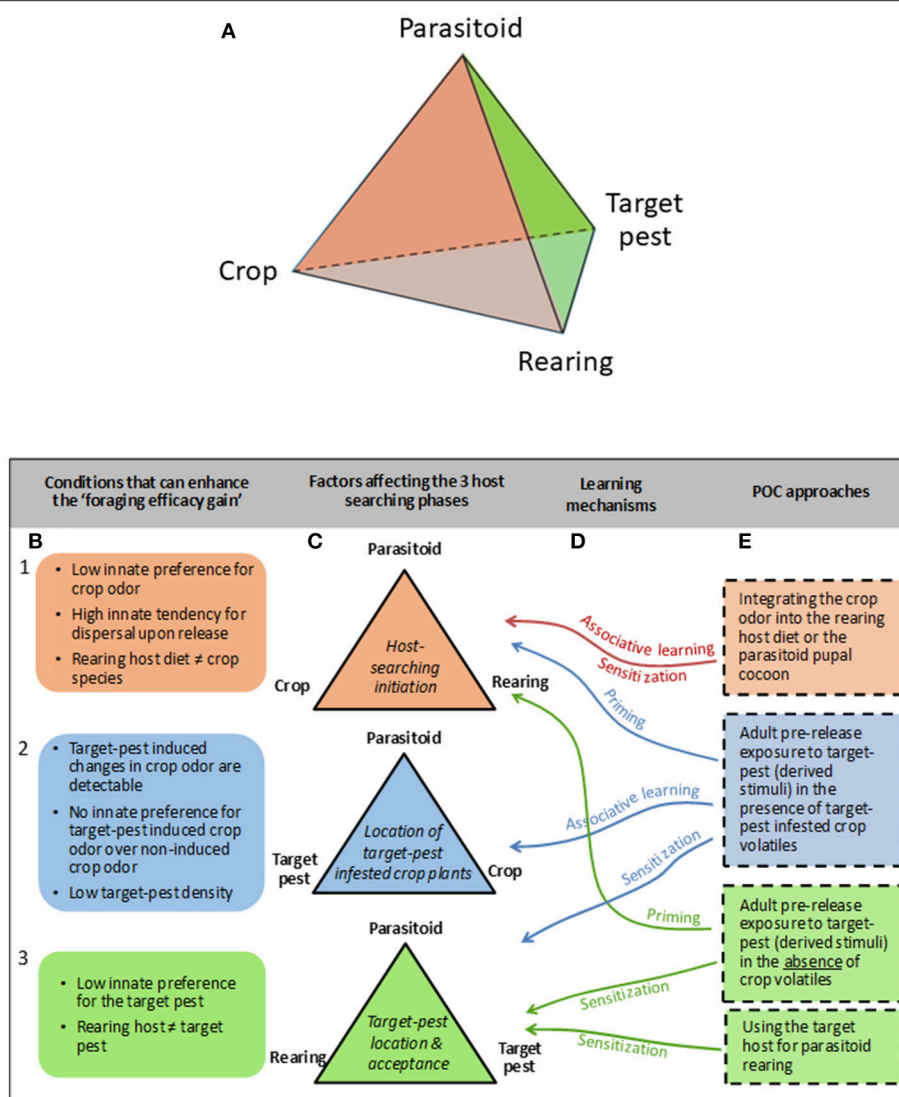 A
Parasitoid
Target
pest
Crop
Rearing
Conditions that can enhance
the 'foraging efficacy gain'
Factors affecting the 3 host
searching phases
Learning
mechanisms
POC approaches
B
C
D
E
1
• Low innate preference for
crop odor
• High innate tendency for
dispersal upon release
• Rearing host diet ≠ crop
species
Parasitoid
Host-
searching
initiation
Crop
Rearing
Associative learning
Sensitization
Priming
Integrating the crop
odor into the rearing
host diet or the
parasitoid pupal
cocoon
2
• Target-pest induced
changes in crop odor are
detectable
• No innate preference for
target-pest induced crop
odor over non-induced
crop odor
• Low target-pest density
Parasitoid
Location of
target-pest
infested crop plants
Target
pest
Crop
Associative learning
Sensitization
Adult pre-release
exposure to target-
pest (derived
stimuli) in the
presence of target-
pest infested crop
volatiles
3
• Low innate preference
for the target pest
• Rearing host ≠ target
pest
Parasitoid
Target-pest
location &
acceptance
Rearing
Target
pest
Priming
Sensitization
Sensitization
Adult pre-release
exposure to target-
pest (derived stimuli)
in the absence of
crop volatiles
Using the target
host for parasitoid
rearing